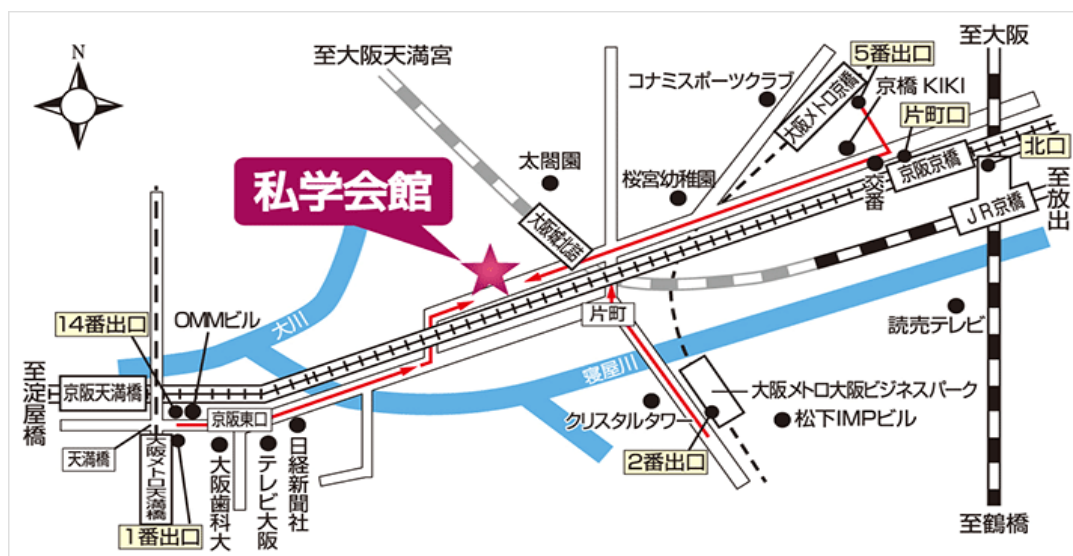 N
至大阪天満宮
コナミスポーツクラブ
5番出口
至大阪
大阪メトロ京橋
京橋 KIKI
片町口
北口
太閤園
桜宮幼稚園
交番
京阪京橋
至放出
JR京橋
私学会館
大阪城北詰
14番出口
OMMビル
大川
片町
読売テレビ
至淀屋橋
京阪天満橋
寝屋川
京阪東口
大阪メトロ大阪ビジネスパーク
クリスタルタワー
松下IMPビル
天満橋
大阪メトロ天満橋
大阪歯科大
テレビ大阪
日経新聞社
2番出口
1番出口
至鶴橋